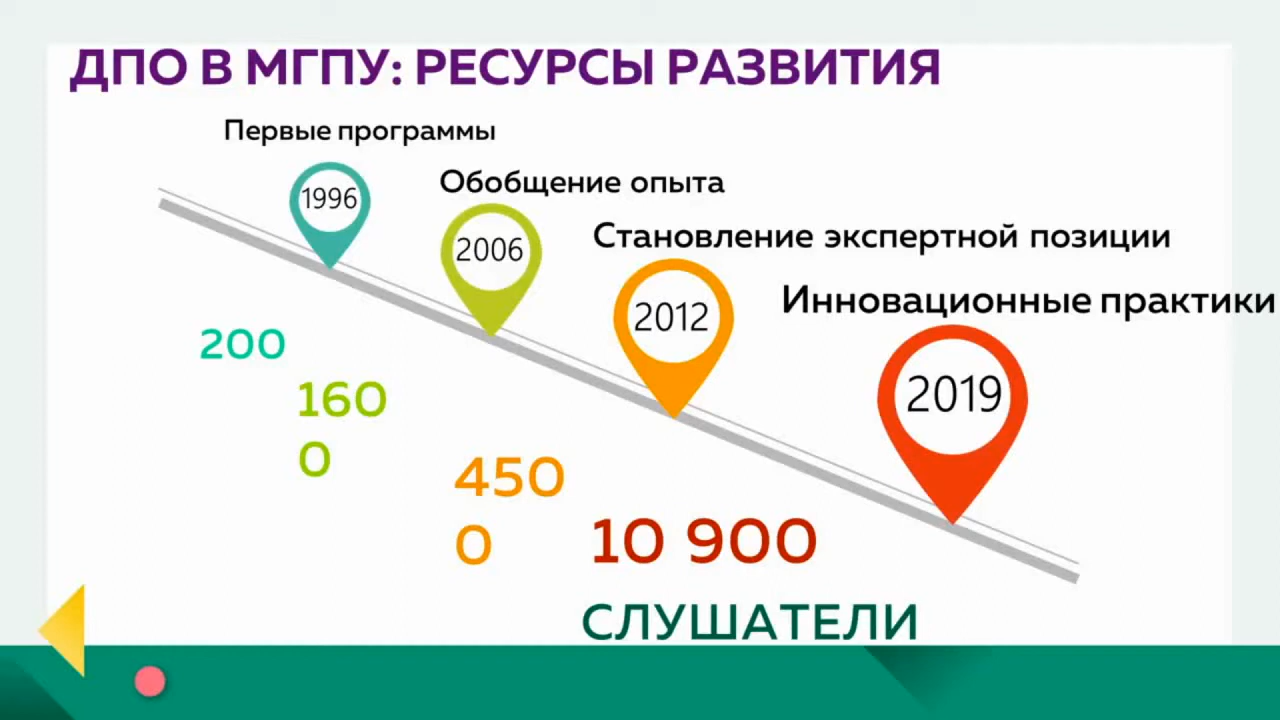 ДПО В МГПУ: РЕСУРСЫ РАЗВИТИЯ
Первые программы
1996
Обобщение опыта
2006
Становление экспертной позиции
2012
Инновационные практики
2019
200
160
0
450
0
10 900
СЛУШАТЕЛИ